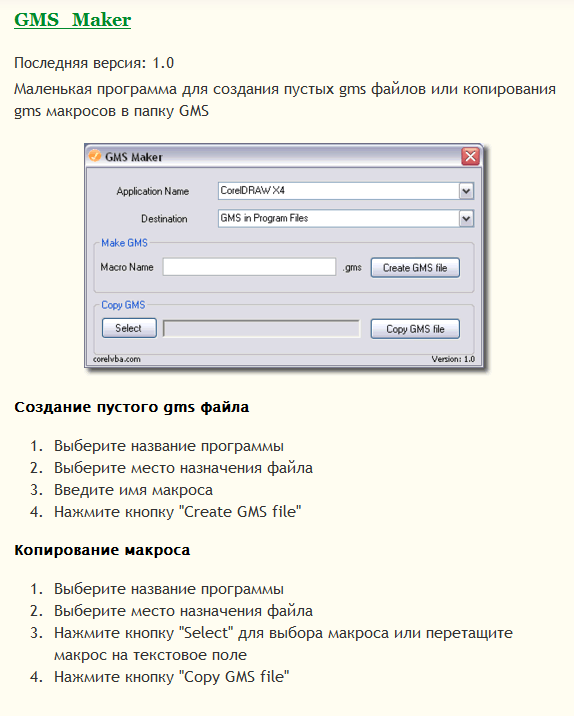 GMS Maker
Последняя версия: 1.0
Маленькая программа для создания пустых gms файлов или копирования
gms макросов в папку GMS
GMS Maker
Application Name CorelDRAW X4
Destination GMS in Program Files
Make GMS
Macro Name .gms Create GMS file
Copy GMS
Select Copy GMS file
corelvba.com Version: 1.0
Создание пустого gms файла
1. Выберите название программы
2. Выберите место назначения файла
3. Введите имя макроса
4. Нажмите кнопку "Create GMS file"
Копирование макроса
1. Выберите название программы
2. Выберите место назначения файла
3. Нажмите кнопку "Select" для выбора макроса или перетащите
макрос на текстовое поле
4. Нажмите кнопку "Copy GMS file"